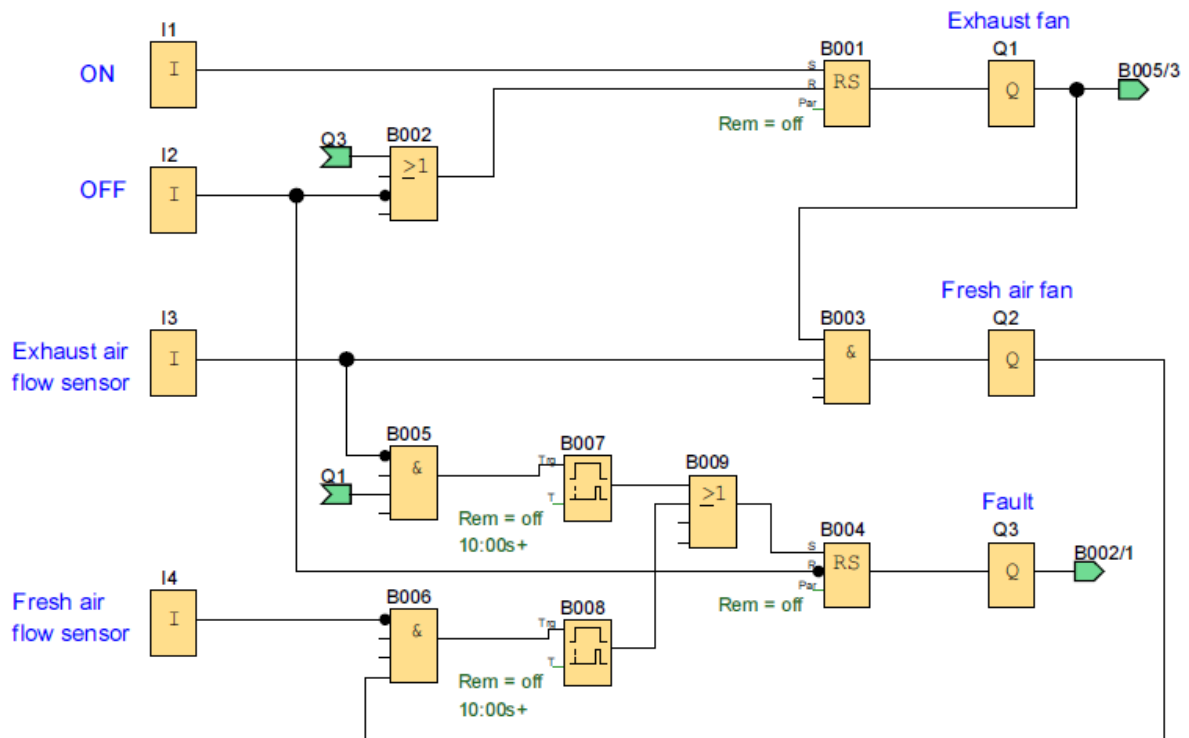 Exhaust fan
I1
B001
Q1
B005/3
ON
I
S
R
RS
Q
Par
Rem = off
Q3
B002
≥1
I2
OFF
I
Fresh air fan
I3
B003
Q2
Exhaust air
flow sensor
I
&
Q
B005
B007
B009
Q1
&
Trg
T
≥1
Rem = off
10:00s+
Fault
B004
Q3
B002/1
S
R
RS
Q
Par
Rem = off
I4
Fresh air
flow sensor
I
B006
&
B008
Trg
T
Rem = off
10:00s+